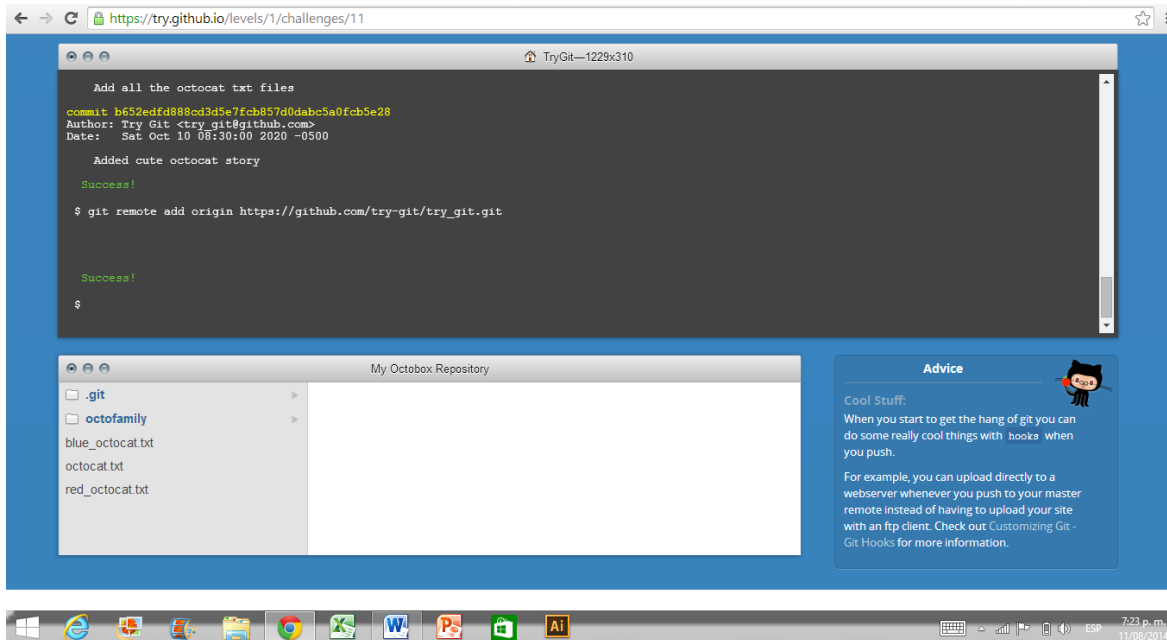 https://try.github.io/levels/1/challenges/11
TryGit—1229x310
Add all the octocat txt files
commit b652edfd888cd3d5e7fcb857d0dabc5a0fcb5e28
Author: Try Git <try_git@github.com>
Date:   Sat Oct 10 08:30:00 2020 -0500
Added cute octocat story
Success!
$ git remote add origin https://github.com/try-git/try_git.git
Success!
$
My Octobox Repository
.git
octofamily
blue_octocat.txt
octocat.txt
red_octocat.txt
Advice
Cool Stuff:
When you start to get the hang of git you can
do some really cool things with hooks when
you push.
For example, you can upload directly to a
webserver whenever you push to your master
remote instead of having to upload your site
with an ftp client. Check out Customizing Git -
Git Hooks for more information.
Ai
ESP
7:23 p. m.